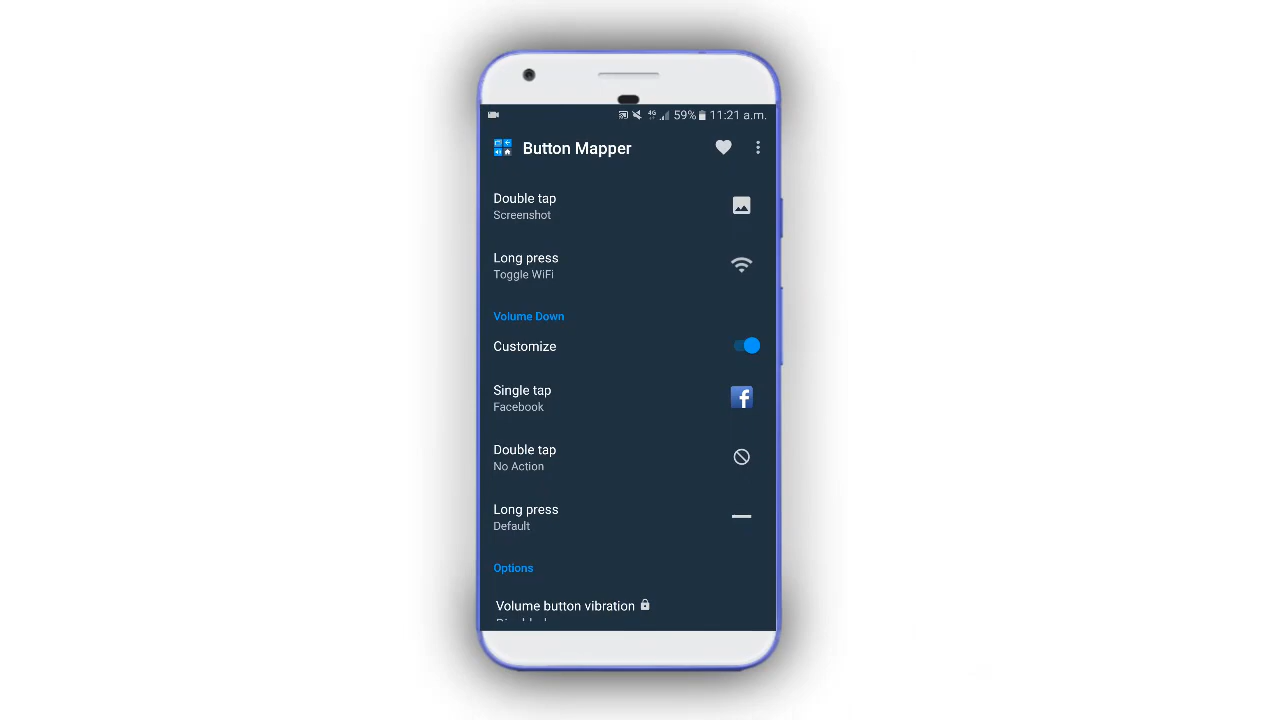 4G 59% 11:21 a.m.
Button Mapper
Double tap
Screenshot
Long press
Toggle WiFi
Volume Down
Customize
Single tap
Facebook
Double tap
No Action
Long press
Default
Options
Volume button vibration